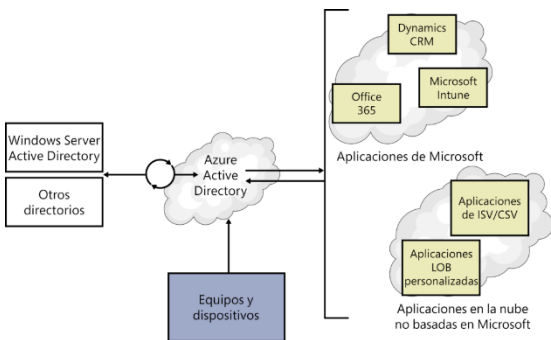 Dynamics
CRM
Microsoft
Intune
Office
365
Aplicaciones de Microsoft
Windows Server
Active Directory
Otros
directorios
Azure
Active
Directory
Equipos y
dispositivos
Aplicaciones
de ISV/CSV
Aplicaciones
LOB
personalizadas
Aplicaciones en la nube
no basadas en Microsoft